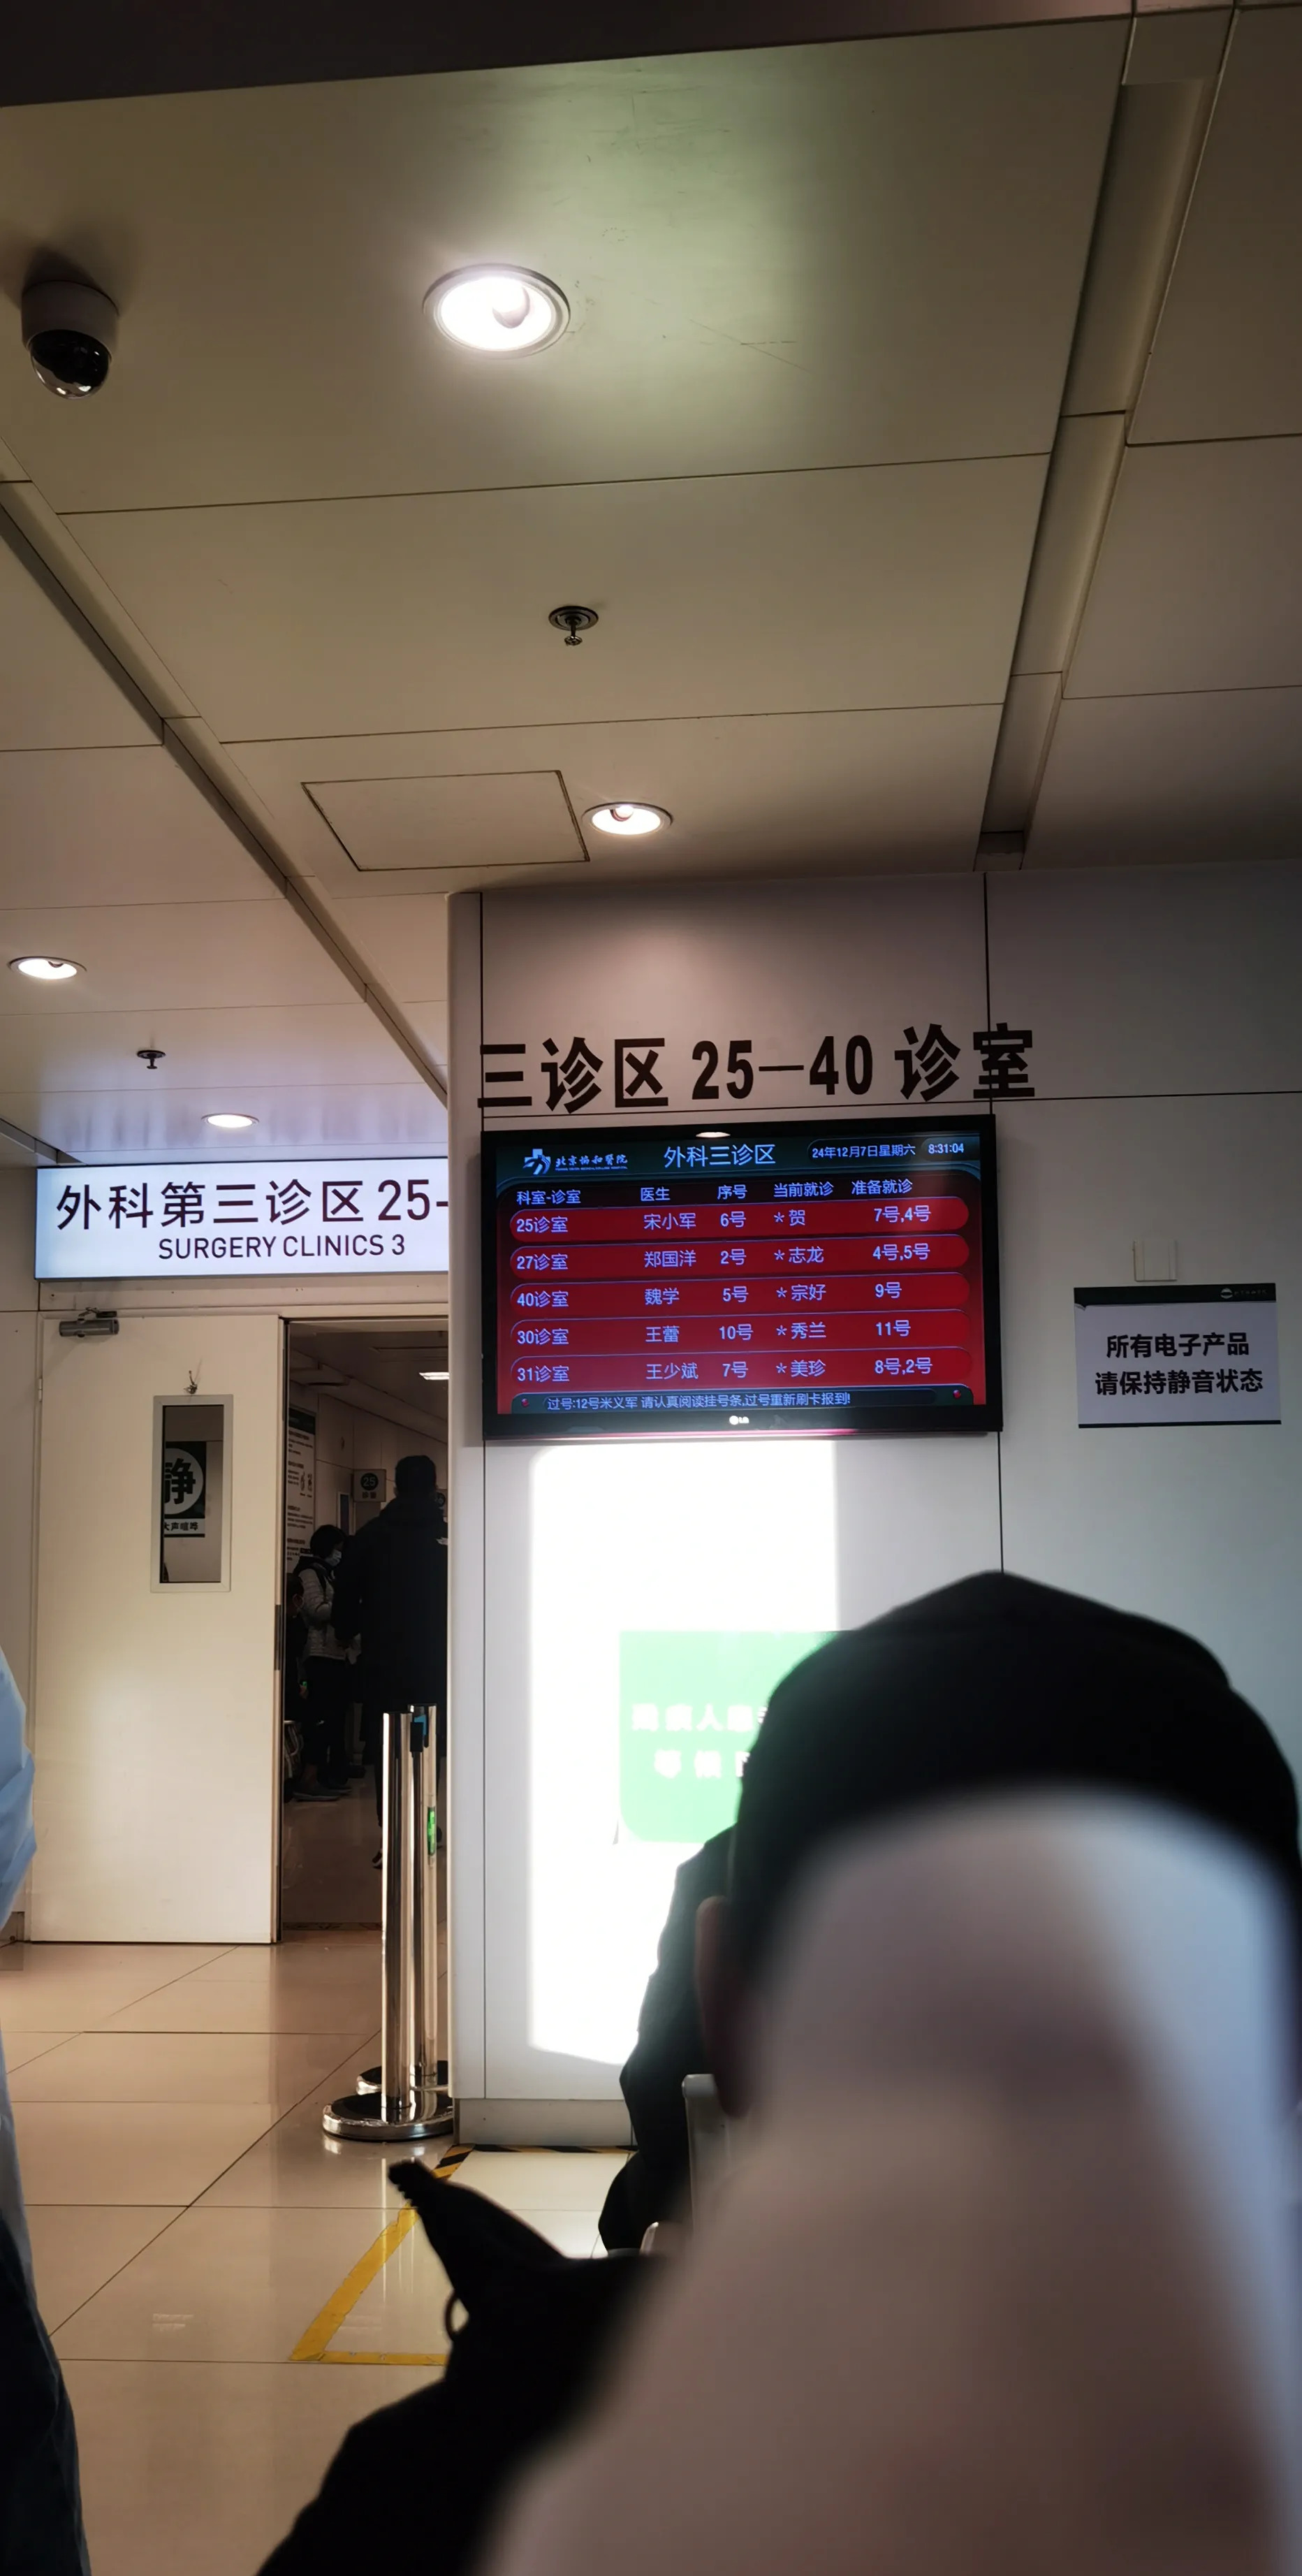 三诊区 25—40 诊室
外科第三诊区 25-
SURGERY CLINICS 3
北京协和医院 外科三诊区 24年12月7日星期六 8:31:04
科室-诊室 医生 序号 当前就诊 准备就诊
25诊室 宋小军 6号 *贺 7号,4号
27诊室 郑国洋 2号 *志龙 4号,5号
40诊室 魏学 5号 *宗好 9号
30诊室 王蕾 10号 *秀兰 11号
31诊室 王少斌 7号 *美珍 8号,2号
过号:12号米义军 请认真阅读挂号条,过号重新刷卡报到!
LG
所有电子产品
请保持静音状态
静
大声喧哗
25